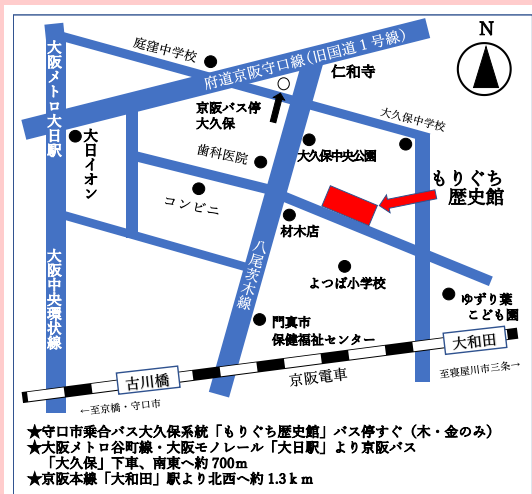 庭窪中学校
府道京阪守口線(旧国道1号線)
仁和寺
N
大阪メトロ大日駅
京阪バス停
大久保
大久保中学校
大日イオン
歯科医院
大久保中央公園
もりぐち
歴史館
コンビニ
材木店
八尾茨木線
よつば小学校
大阪中央環状線
ゆずり葉
こども園
門真市
保健福祉センター
大和田
古川橋
京阪電車
至寝屋川市三条→
←至京橋・守口市
★守口市乗合バス大久保系統「もりぐち歴史館」バス停すぐ(木・金のみ)
★大阪メトロ谷町線・大阪モノレール「大日駅」より京阪バス
「大久保」下車、南東へ約700m
★京阪本線「大和田」駅より北西へ約1.3km